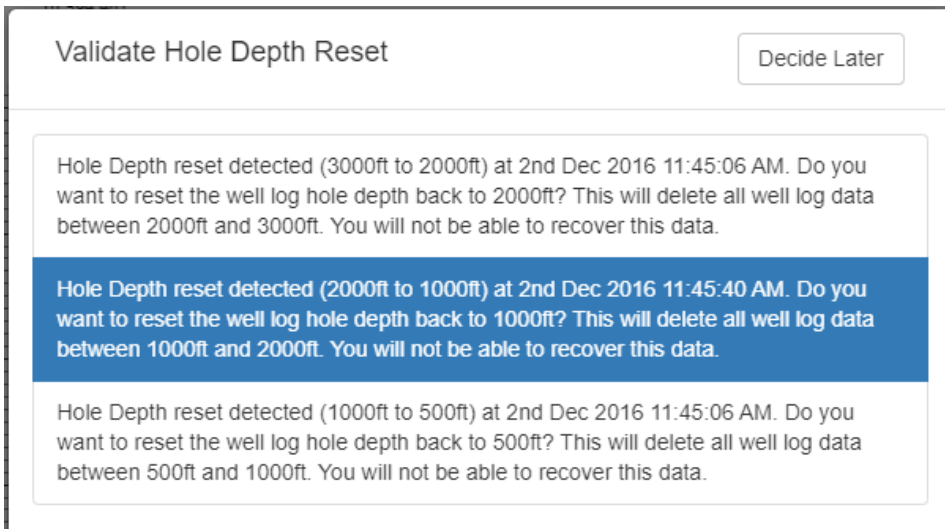 Validate Hole Depth Reset
Decide Later
Hole Depth reset detected (3000ft to 2000ft) at 2nd Dec 2016 11:45:06 AM. Do you
want to reset the well log hole depth back to 2000ft? This will delete all well log data
between 2000ft and 3000ft. You will not be able to recover this data.
Hole Depth reset detected (2000ft to 1000ft) at 2nd Dec 2016 11:45:40 AM. Do you
want to reset the well log hole depth back to 1000ft? This will delete all well log data
between 1000ft and 2000ft. You will not be able to recover this data.
Hole Depth reset detected (1000ft to 500ft) at 2nd Dec 2016 11:45:06 AM. Do you
want to reset the well log hole depth back to 500ft? This will delete all well log data
between 500ft and 1000ft. You will not be able to recover this data.